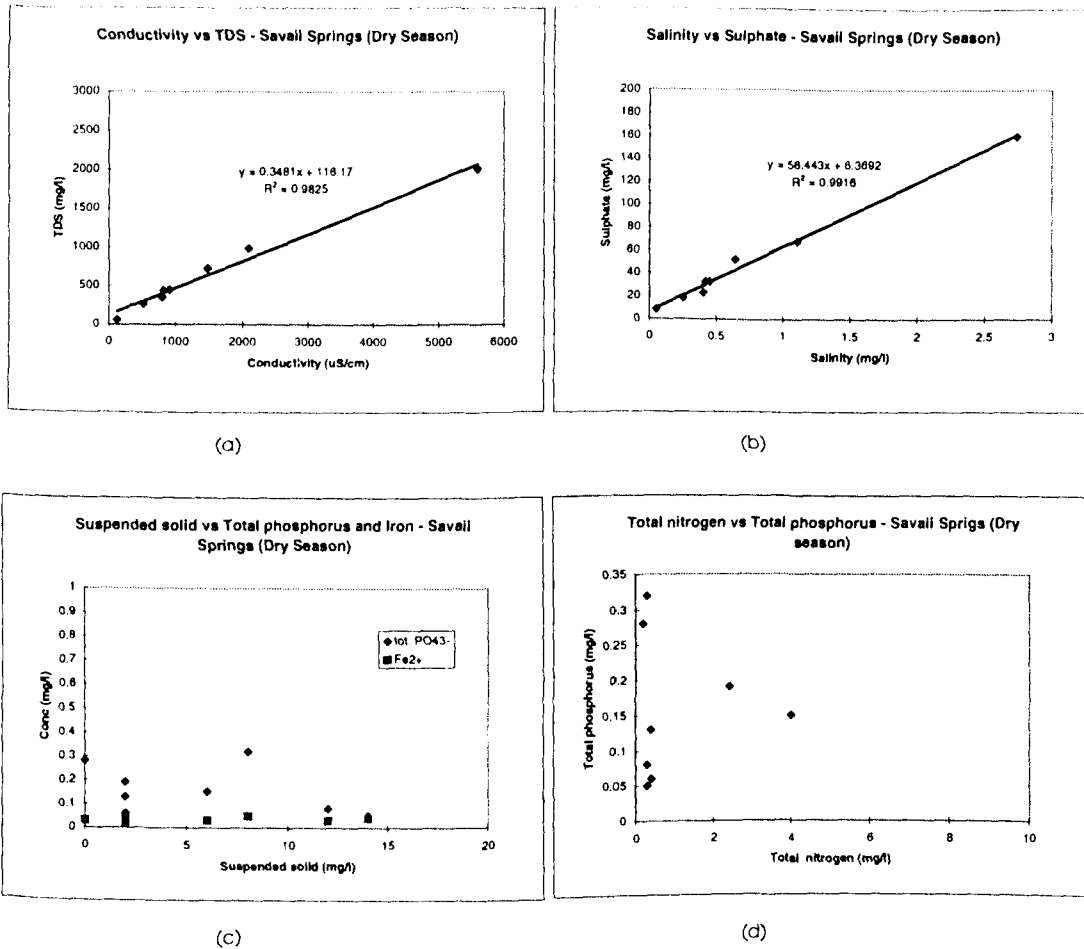 Conductivity vs TDS - Savaii Springs (Dry Season)
3000
2500
2000
1500
1000
500
0
TDS (mg/l)
y = 0.3481x + 116.17
R² = 0.9825
0 1000 2000 3000 4000 5000 6000
Conductivity (uS/cm)
(a)
Salinity vs Sulphate - Savaii Springs (Dry Season)
200
180
160
140
120
100
80
60
40
20
0
Sulphate (mg/l)
y = 56.443x + 6.3692
R² = 0.9916
0 0.5 1 1.5 2 2.5 3
Salinity (mg/l)
(b)
Suspended solid vs Total phosphorus and Iron - Savaii
Springs (Dry Season)
1
0.9
0.8
0.7
0.6
0.5
0.4
0.3
0.2
0.1
0
Conc (mg/l)
tot. PO43-
Fe2+
0 5 10 15 20
Suspended solid (mg/l)
(c)
Total nitrogen vs Total phosphorus - Savaii Sprigs (Dry
season)
0.35
0.3
0.25
0.2
0.15
0.1
0.05
0
Total phosphorus (mg/l)
0 2 4 6 8 10
Total nitrogen (mg/l)
(d)